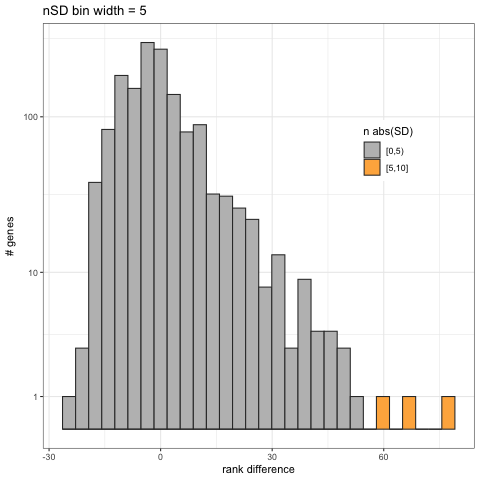 nSD bin width = 5
100
10
1
# genes
n abs(SD)
[0,5)
[5,10]
-30 0 30 60
rank difference